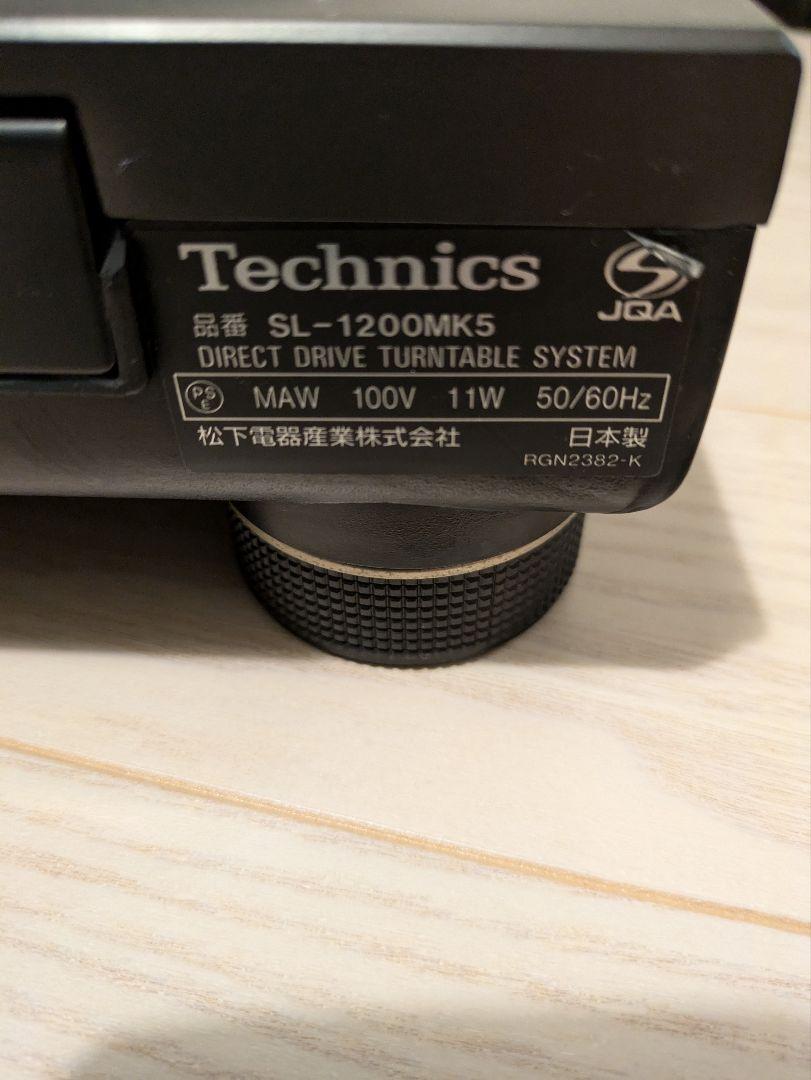 Technics
JQA
品番 SL-1200MK5
DIRECT DRIVE TURNTABLE SYSTEM
PSE MAW 100V 11W 50/60Hz
松下電器産業株式会社 日本製
RGN2382-K